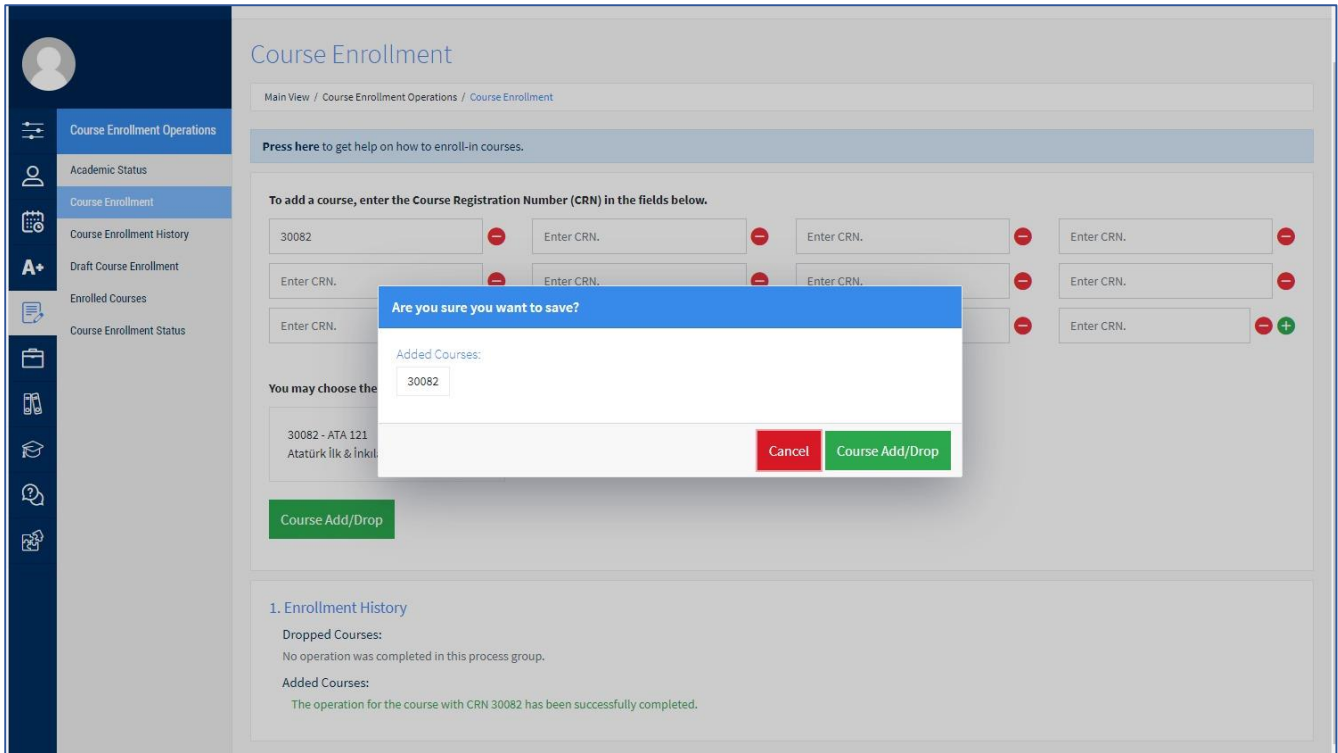 Course Enrollment
Main View / Course Enrollment Operations / Course Enrollment
Course Enrollment Operations
Academic Status
Course Enrollment
Course Enrollment History
Draft Course Enrollment
Enrolled Courses
Course Enrollment Status
A+
Press here to get help on how to enroll-in courses.
To add a course, enter the Course Registration Number (CRN) in the fields below.
30082 Enter CRN. Enter CRN. Enter CRN.
Enter CRN. Enter CRN. Enter CRN. Enter CRN.
Enter CRN. Enter CRN.
Are you sure you want to save?
Added Courses:
30082
Cancel Course Add/Drop
You may choose the
30082 - ATA 121
Atatürk İlk & İnkıl
Course Add/Drop
1. Enrollment History
Dropped Courses:
No operation was completed in this process group.
Added Courses:
The operation for the course with CRN 30082 has been successfully completed.